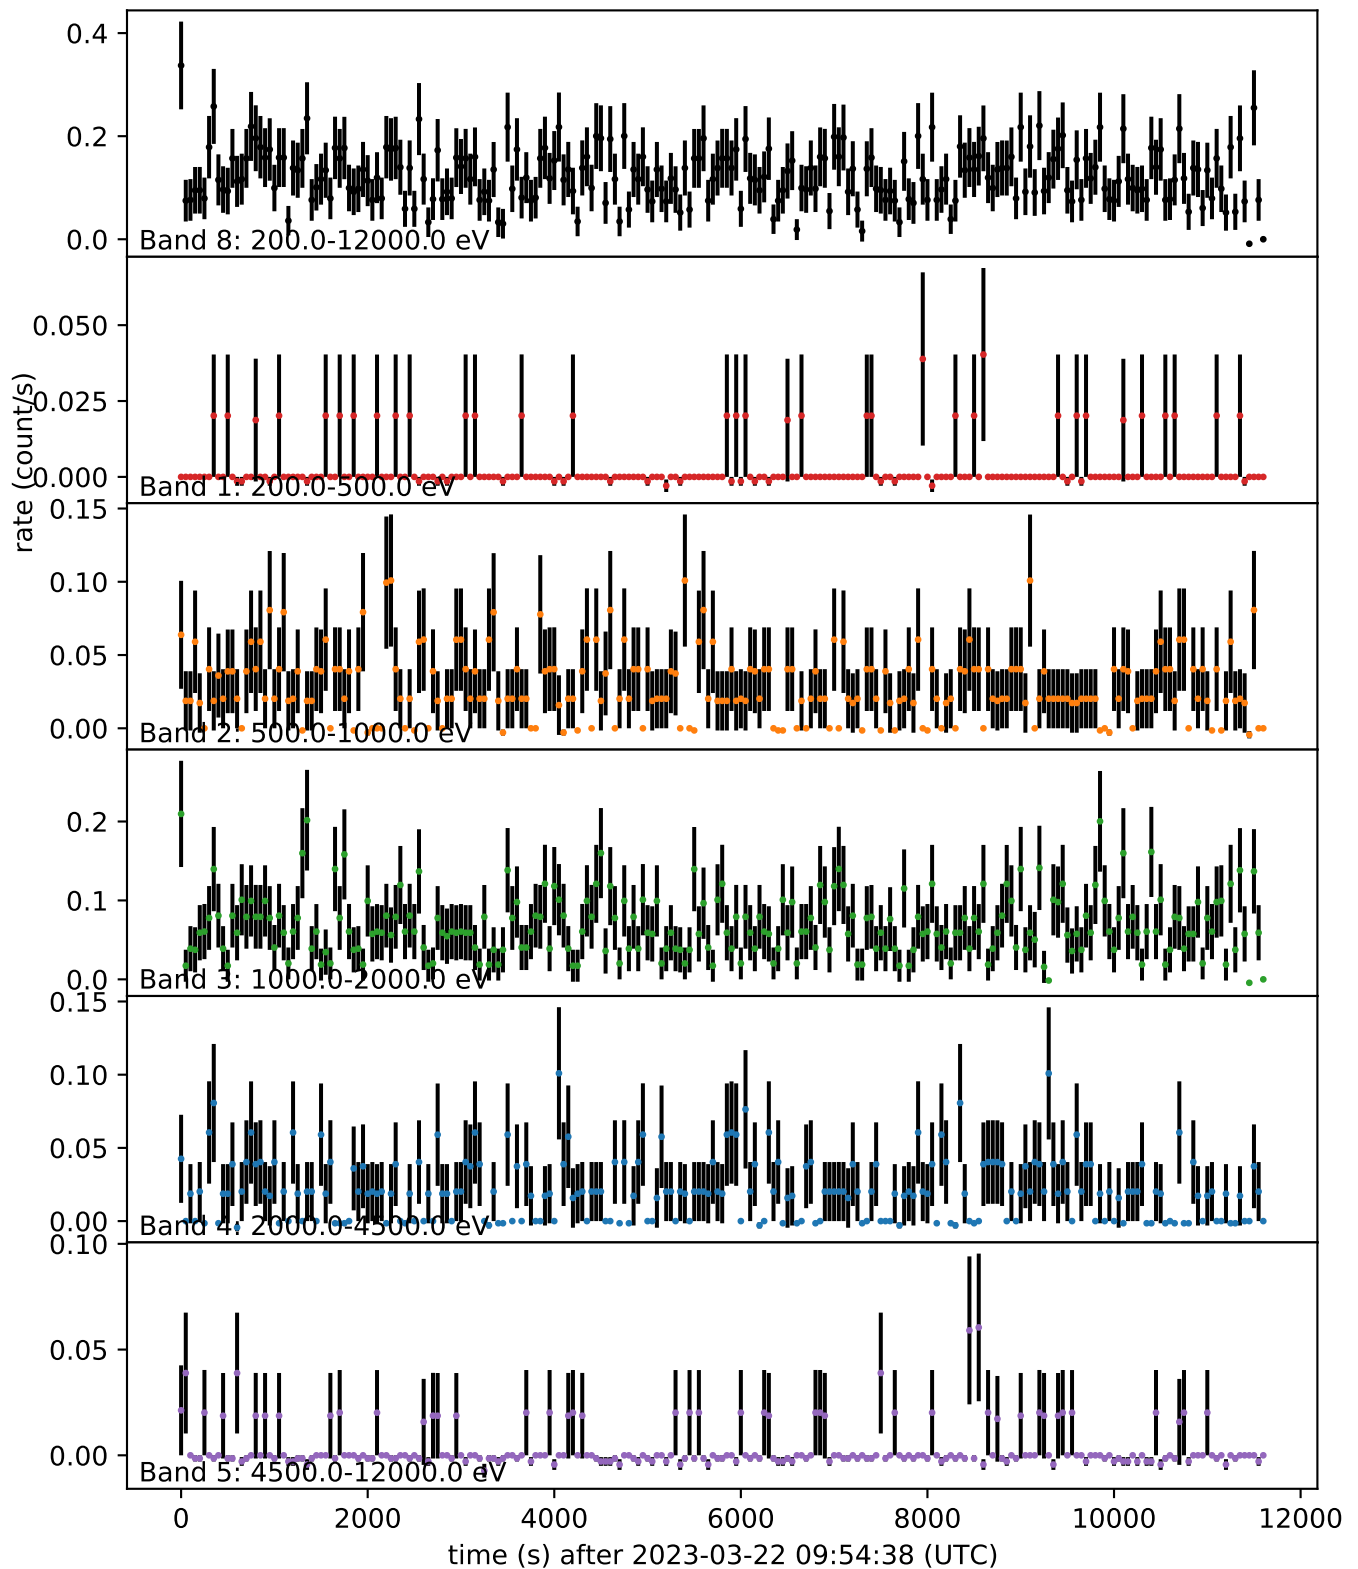 0.4
0.2
0.0
Band 8: 200.0-12000.0 eV
0.050
0.025
0.000
Band 1: 200.0-500.0 eV
rate (count/s)
0.15
0.10
0.05
0.00
Band 2: 500.0-1000.0 eV
0.2
0.1
0.0
Band 3: 1000.0-2000.0 eV
0.15
0.10
0.05
0.00
Band 4: 2000.0-4500.0 eV
0.10
0.05
0.00
Band 5: 4500.0-12000.0 eV
0 2000 4000 6000 8000 10000 12000
time (s) after 2023-03-22 09:54:38 (UTC)